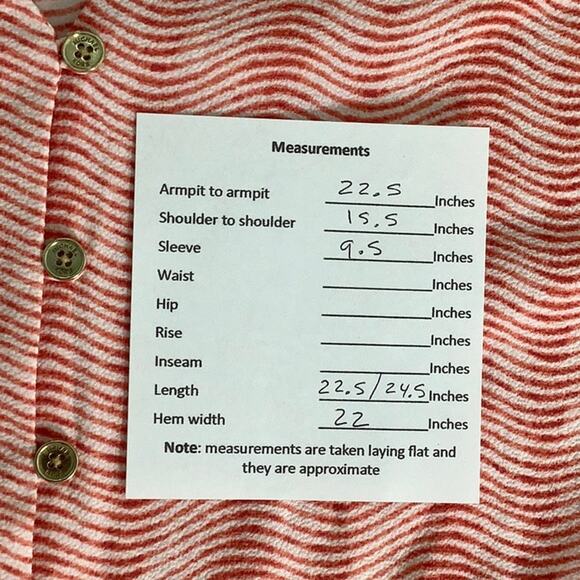 Measurements
Armpit to armpit 22.5 Inches
Shoulder to shoulder 15.5 Inches
Sleeve 9.5 Inches
Waist Inches
Hip Inches
Rise Inches
Inseam Inches
Length 22.5/24.5 Inches
Hem width 22 Inches
Note: measurements are taken laying flat and
they are approximate